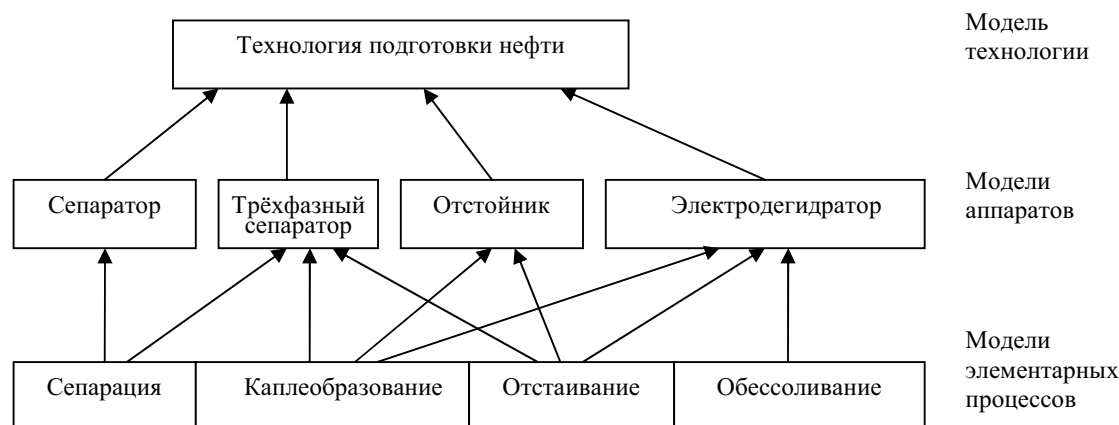 Технология подготовки нефти
Модель
технологии
Сепаратор
Трёхфазный
сепаратор
Отстойник
Электродегидратор
Модели
аппаратов
Сепарация
Каплеобразование
Отстаивание
Обессоливание
Модели
элементарных
процессов